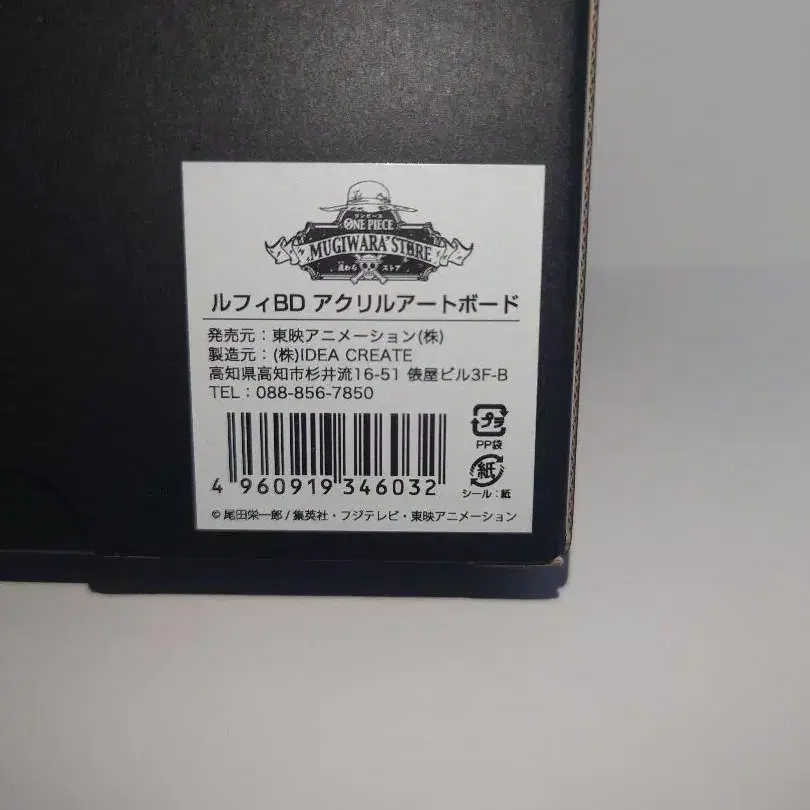 ワンピース
ONE PIECE
MUGIWARA STORE
麦わら ストア
ルフィBD アクリルアートボード
発売元：東映アニメーション(株)
製造元：(株)IDEA CREATE
高知県高知市杉井流16-51 俵屋ビル3F-B
TEL：088-856-7850
プラ
PP袋
紙
シール：紙
4 960919 346032
©尾田栄一郎/集英社・フジテレビ・東映アニメーション